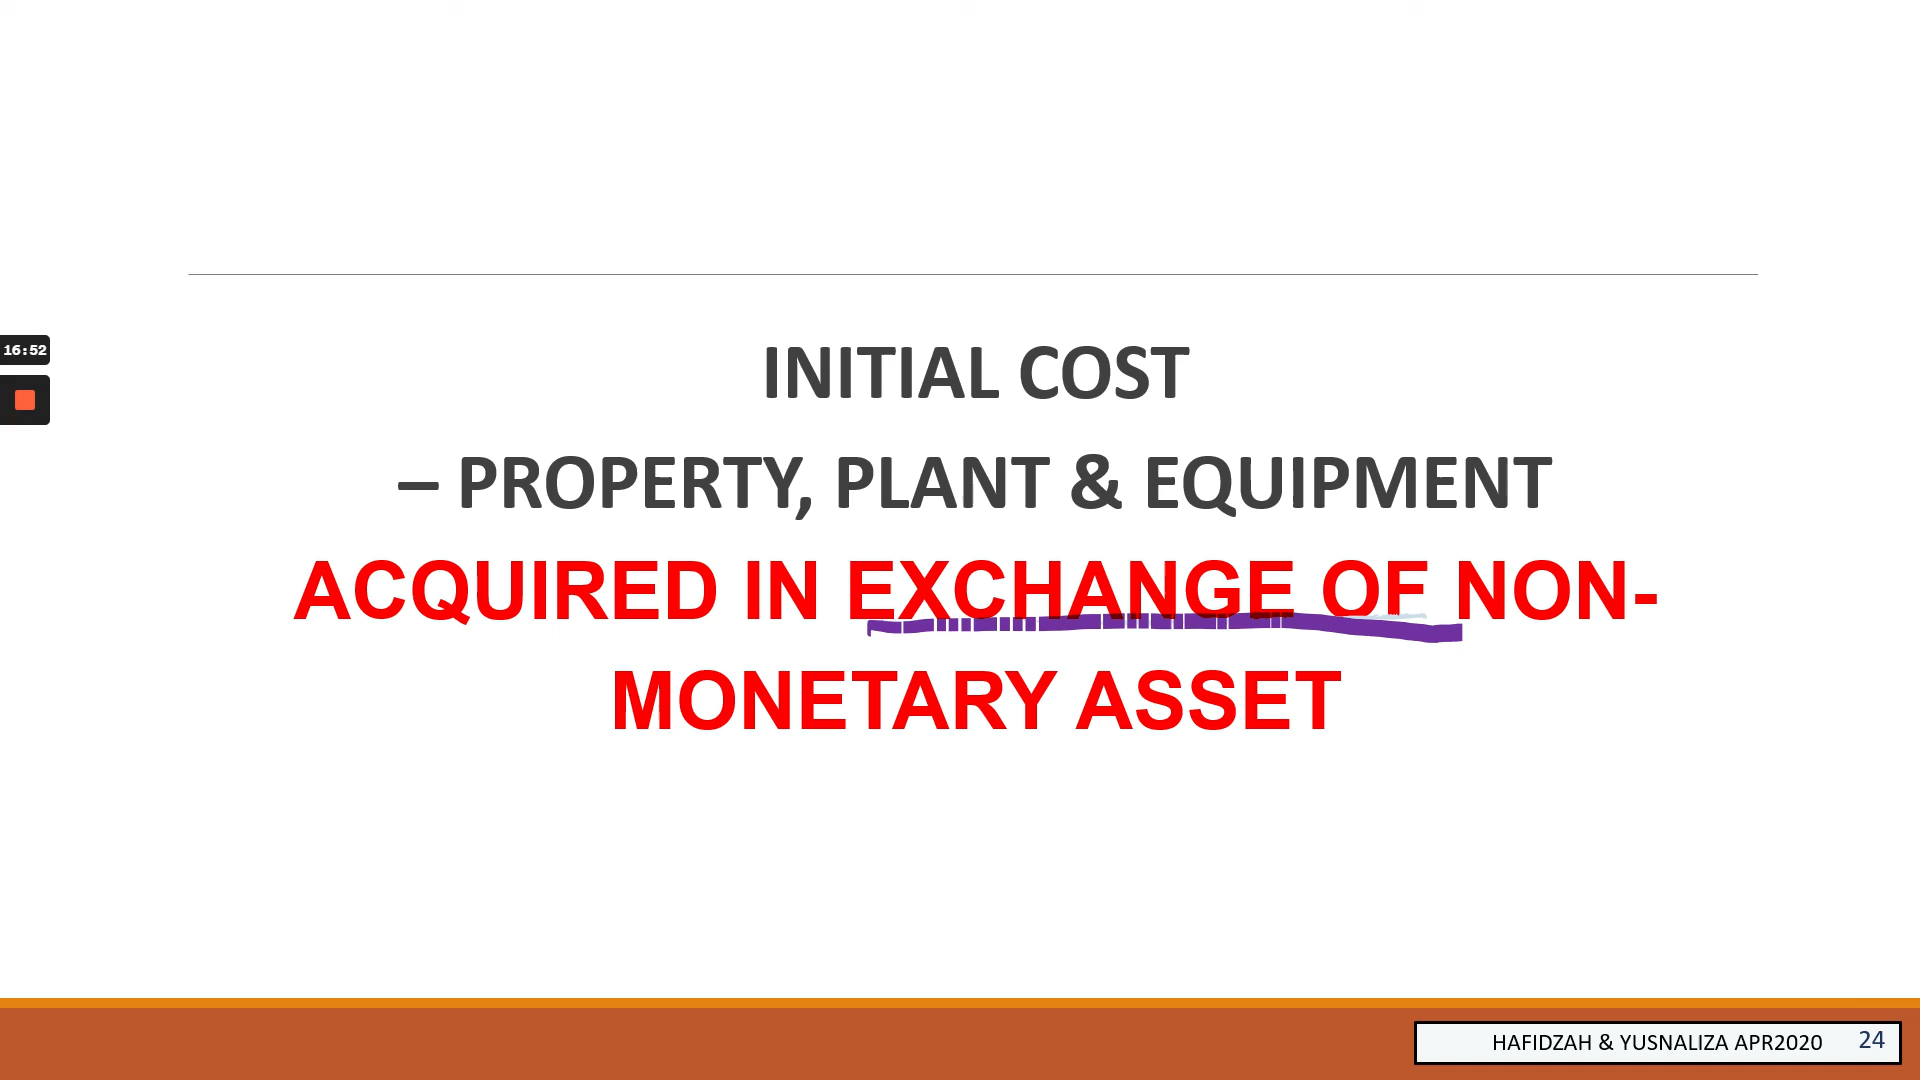 16:52
INITIAL COST
– PROPERTY, PLANT & EQUIPMENT
ACQUIRED IN EXCHANGE OF NON-
MONETARY ASSET
HAFIDZAH & YUSNALIZA APR2020 24